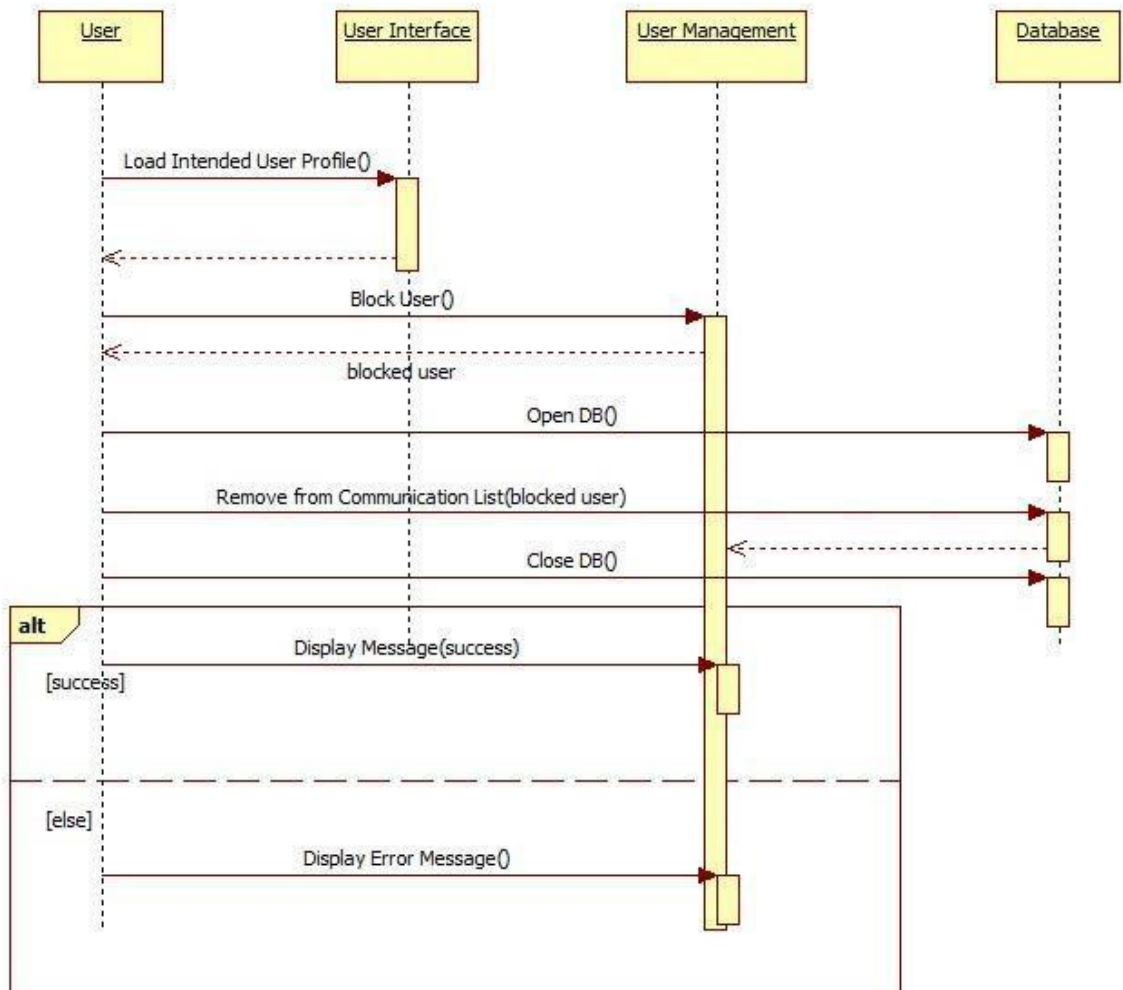 User
User Interface
User Management
Database
Load Intended User Profile()
Block User()
blocked user
Open DB()
Remove from Communication List(blocked user)
Close DB()
alt
Display Message(success)
[success]
[else]
Display Error Message()